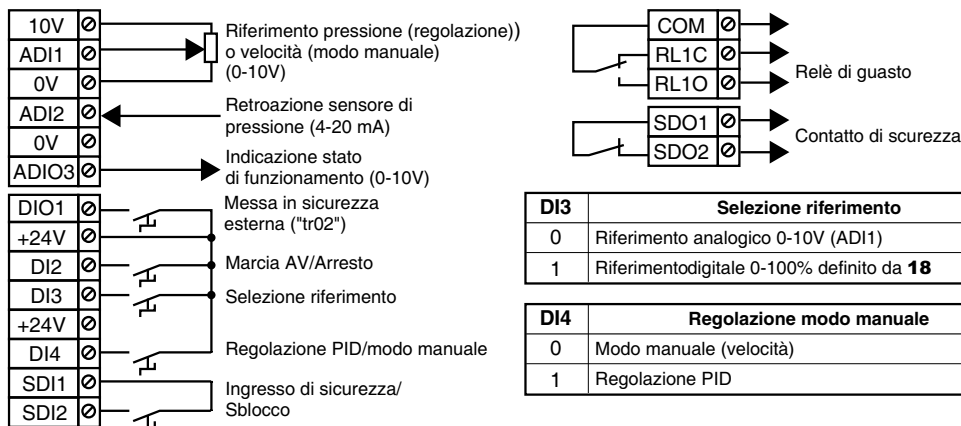 10V
ADI1
0V
ADI2
0V
ADIO3
Riferimento pressione (regolazione))
o velocità (modo manuale)
(0-10V)
Retroazione sensore di
pressione (4-20 mA)
Indicazione stato
di funzionamento (0-10V)
DIO1
+24V
DI2
DI3
+24V
DI4
SDI1
SDI2
Messa in sicurezza
esterna ("tr02")
Marcia AV/Arresto
Selezione riferimento
Regolazione PID/modo manuale
Ingresso di sicurezza/
Sblocco
COM
RL1C
RL1O
Relè di guasto
SDO1
SDO2
Contatto di scurezza
DI3 Selezione riferimento
0 Riferimento analogico 0-10V (ADI1)
1 Riferimentodigitale 0-100% definito da 18
DI4 Regolazione modo manuale
0 Modo manuale (velocità)
1 Regolazione PID